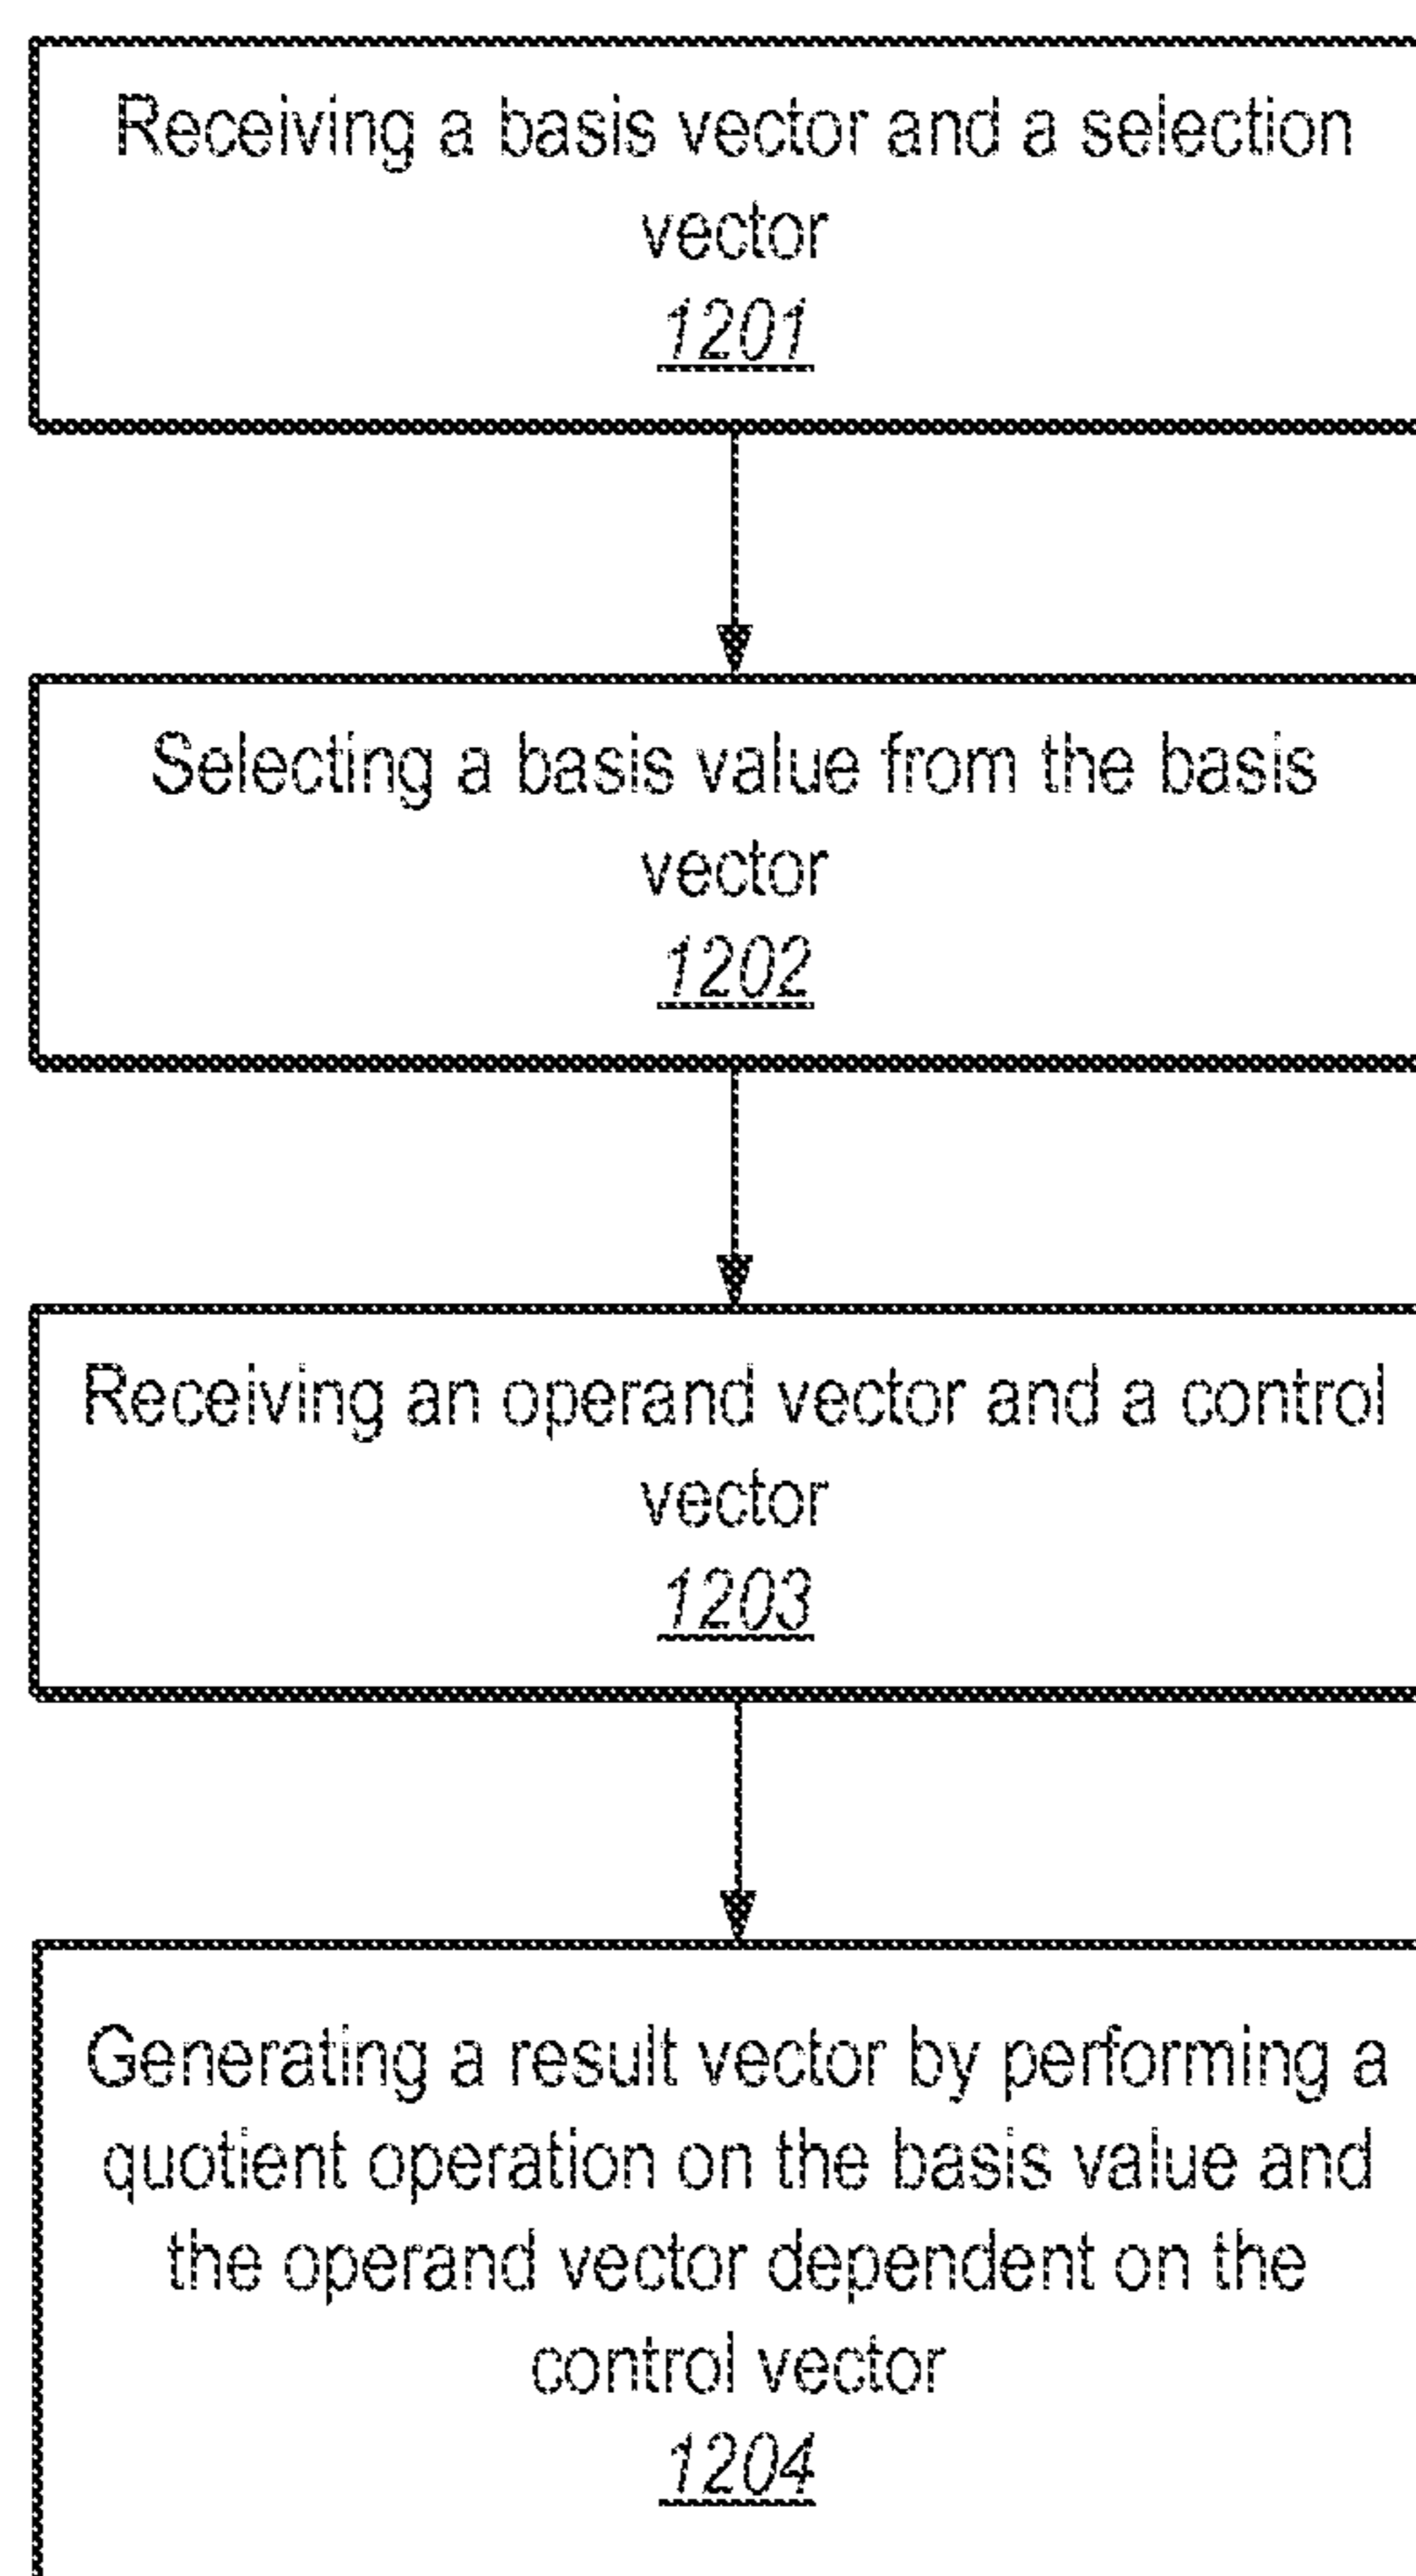 Receiving a basis vector and a selection
vector
1201
Selecting a basis value from the basis
vector
1202
Receiving an operand vector and a control
vector
1203
Generating a result vector by performing a
quotient operation on the basis value and
the operand vector dependent on the
control vector
1204